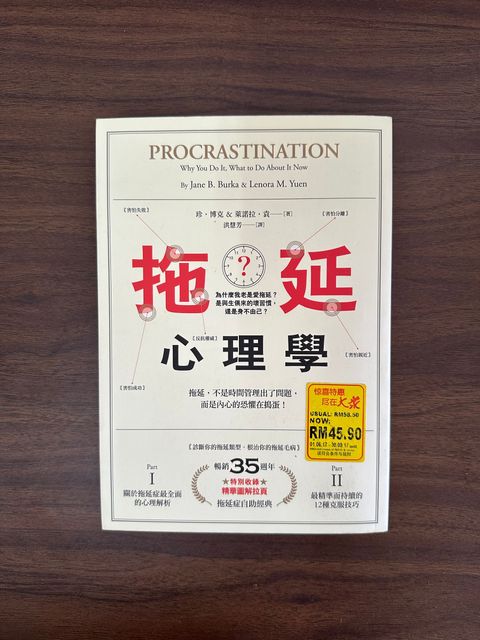 PROCRASTINATION
Why You Do It, What to Do About It Now
By Jane B. Burka & Lenora M. Yuen
珍・博克 & 萊諾拉・袁——［著］
洪慧芳——［譯］
【害怕失敗】
【害怕分離】
拖 ? 延
為什麼我老是愛拖延？
是與生俱來的壞習慣，
還是身不由己？
【反抗權威】
【害怕親近】
【害怕成功】
心理學
拖延，不是時間管理出了問題，
而是內心的恐懼在搗蛋！
惊喜特惠
尽在大众
USUAL: RM50.50
NOW:
RM45.90
《診斷你的拖延類型，根治你的拖延毛病》
暢銷35週年
★特別收錄★
精華圖解拉頁
拖延症自助經典
Part
I
關於拖延症最全面
的心理解析
Part
II
最精準而持續的
12種克服技巧